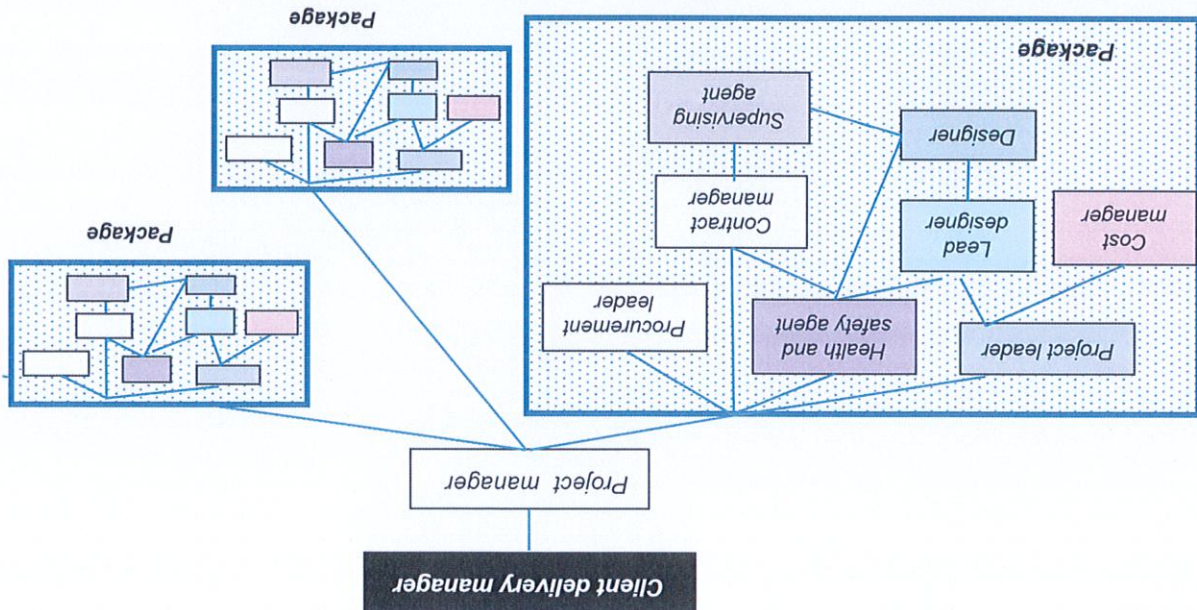 Client delivery manager
Project manager
Project leader
Health and
safety agent
Procurement
leader
Cost
manager
Lead
designer
Contract
manager
Designer
Supervising
agent
Package
Package
Package